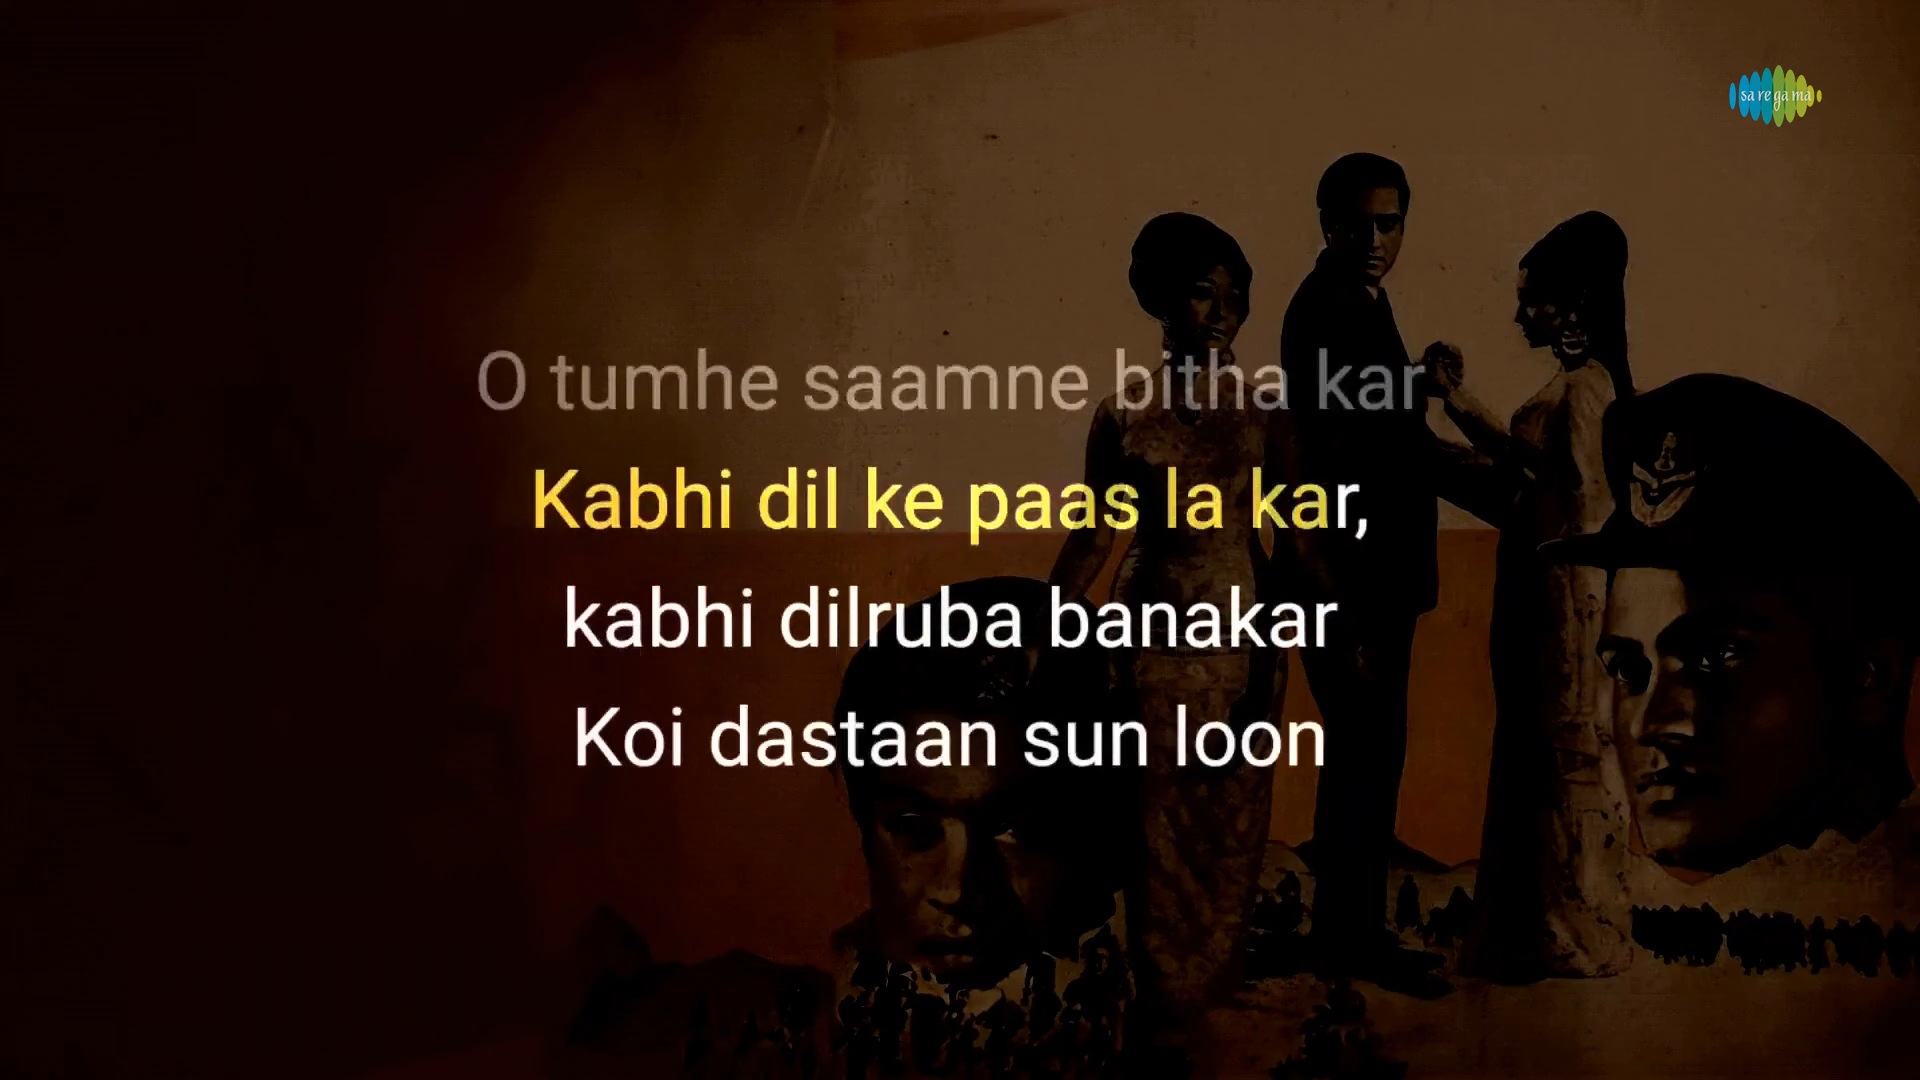 sa re ga ma
O tumhe saamne bitha kar
Kabhi dil ke paas la kar,
kabhi dilruba banakar
Koi dastaan sun loon